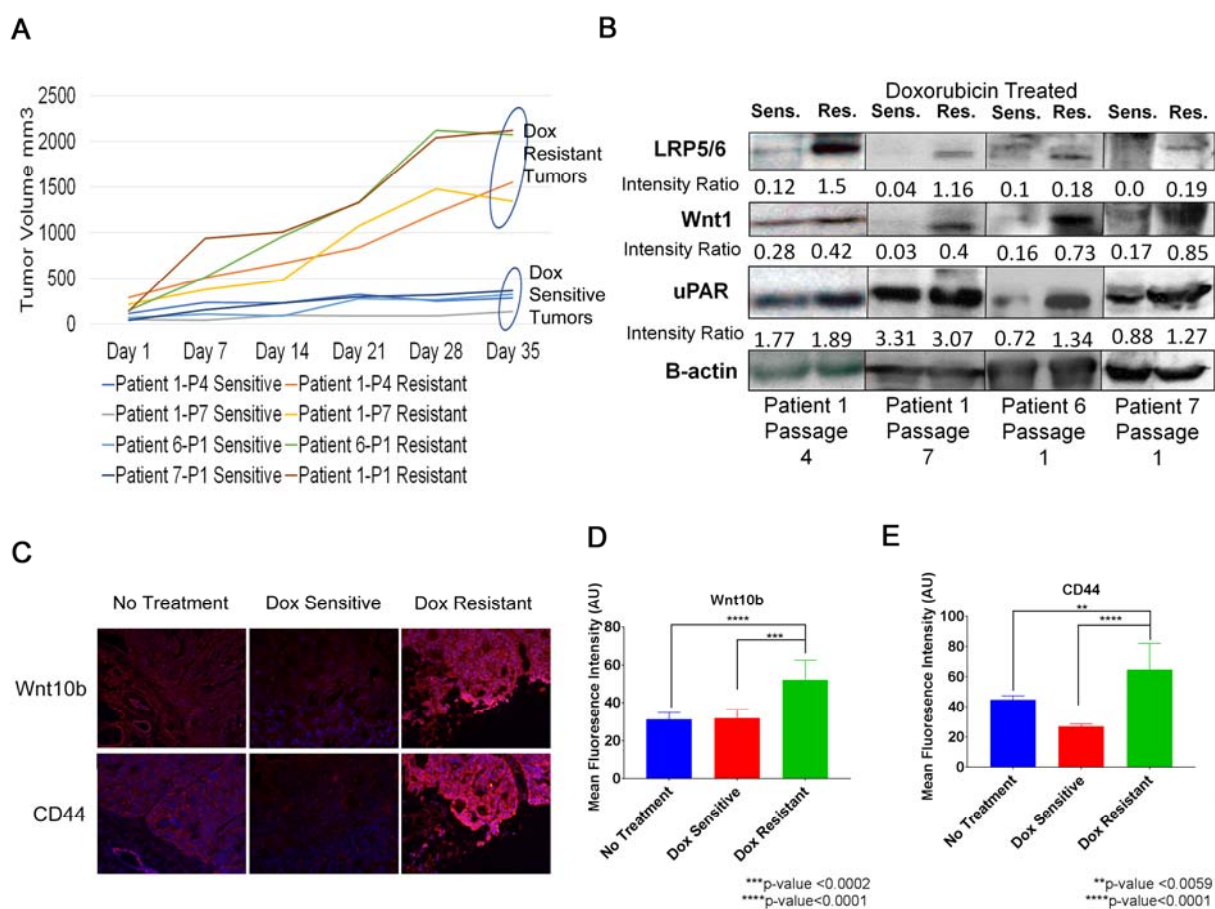 A
Tumor Volume mm3
2500
2000
1500
1000
500
0
Day 1 Day 7 Day 14 Day 21 Day 28 Day 35
Dox
Resistant
Tumors
Dox
Sensitive
Tumors
Patient 1-P4 Sensitive Patient 1-P4 Resistant
Patient 1-P7 Sensitive Patient 1-P7 Resistant
Patient 6-P1 Sensitive Patient 6-P1 Resistant
Patient 7-P1 Sensitive Patient 1-P1 Resistant
B
Doxorubicin Treated
Sens. Res. Sens. Res. Sens. Res. Sens. Res.
LRP5/6
Intensity Ratio 0.12 1.5 0.04 1.16 0.1 0.18 0.0 0.19
Wnt1
Intensity Ratio 0.28 0.42 0.03 0.4 0.16 0.73 0.17 0.85
uPAR
Intensity Ratio 1.77 1.89 3.31 3.07 0.72 1.34 0.88 1.27
B-actin
Patient 1 Patient 1 Patient 6 Patient 7
Passage Passage Passage Passage
4 7 1 1
C
No Treatment Dox Sensitive Dox Resistant
Wnt10b
CD44
D
Wnt10b
Mean Fluoresence Intensity (AU)
80
60
40
20
0
****
***
No Treatment Dox Sensitive Dox Resistant
***p-value <0.0002
****p-value<0.0001
E
CD44
Mean Fluoresence Intensity (AU)
100
80
60
40
20
0
**
****
No Treatment Dox Sensitive Dox Resistant
**p-value <0.0059
****p-value<0.0001